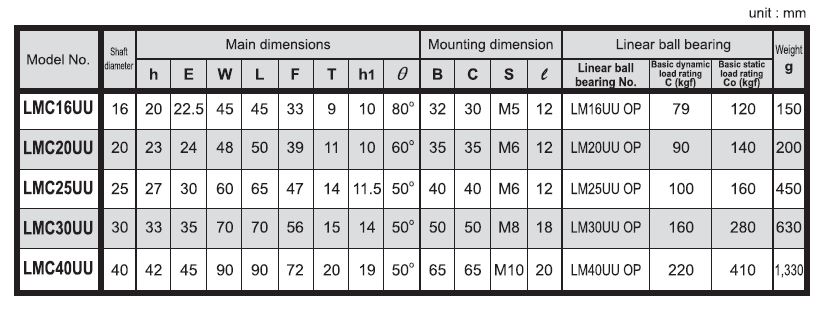 unit : mm
Model No. Shaft diameter Main dimensions Mounting dimension Linear ball bearing Weight g
h E W L F T h1 θ B C S ℓ Linear ball bearing No. Basic dynamic load rating C (kgf) Basic static load rating Co (kgf)
LMC16UU 16 20 22.5 45 45 33 9 10 80° 32 30 M5 12 LM16UU OP 79 120 150
LMC20UU 20 23 24 48 50 39 11 10 60° 35 35 M6 12 LM20UU OP 90 140 200
LMC25UU 25 27 30 60 65 47 14 11.5 50° 40 40 M6 12 LM25UU OP 100 160 450
LMC30UU 30 33 35 70 70 56 15 14 50° 50 50 M8 18 LM30UU OP 160 280 630
LMC40UU 40 42 45 90 90 72 20 19 50° 65 65 M10 20 LM40UU OP 220 410 1,330